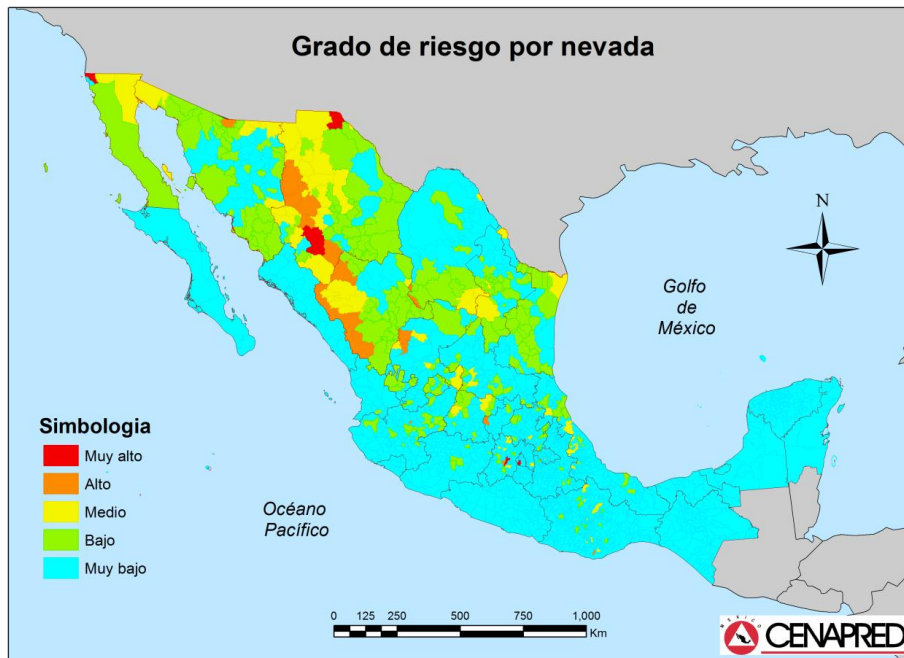 Grado de riesgo por nevada
N
Golfo
de
México
Simbologia
Muy alto
Alto
Medio
Bajo
Muy bajo
Océano
Pacífico
0 125 250 500 750 1,000
Km
MEXICO
CENAPRED